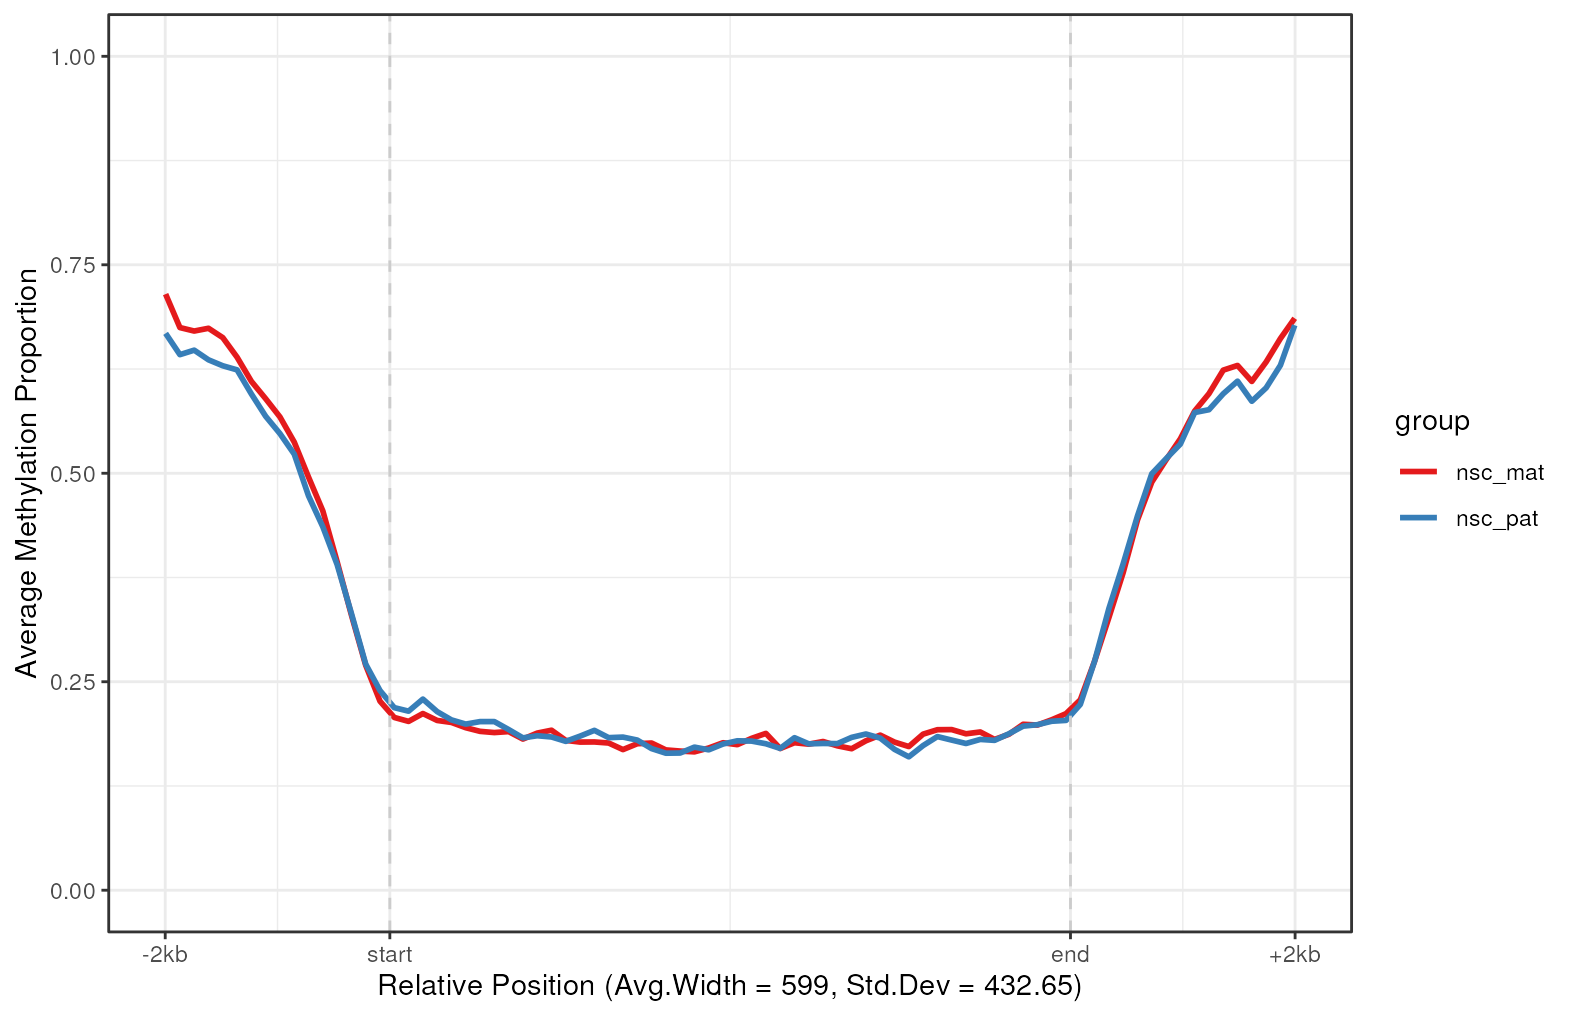 1.00
0.75
0.50
0.25
0.00
Average Methylation Proportion
-2kb
start
end
+2kb
Relative Position (Avg.Width = 599, Std.Dev = 432.65)
group
nsc_mat
nsc_pat